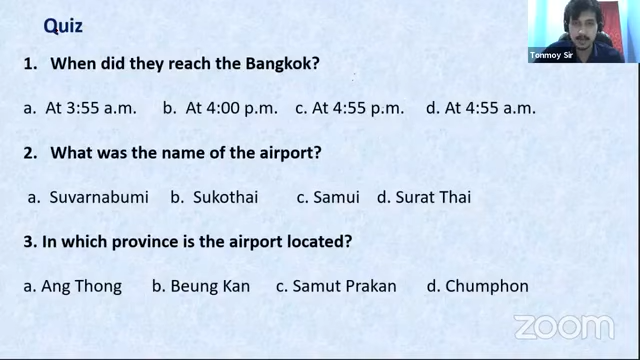 Quiz
Tonmoy Sir
1. When did they reach the Bangkok?
a. At 3:55 a.m. b. At 4:00 p.m. c. At 4:55 p.m. d. At 4:55 a.m.
2. What was the name of the airport?
a. Suvarnabumi b. Sukothai c. Samui d. Surat Thai
3. In which province is the airport located?
a. Ang Thong b. Beung Kan c. Samut Prakan d. Chumphon
zoom